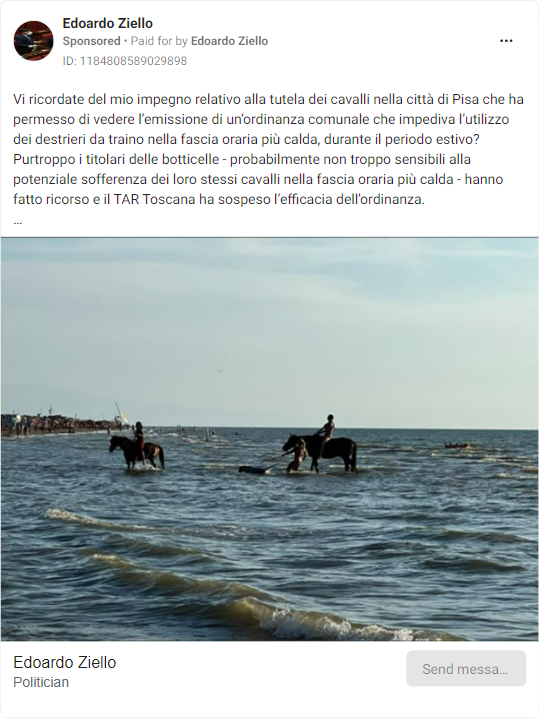 Edoardo Ziello
Sponsored • Paid for by Edoardo Ziello
ID: 1184808589029898
Vi ricordate del mio impegno relativo alla tutela dei cavalli nella città di Pisa che ha
permesso di vedere l'emissione di un'ordinanza comunale che impediva l'utilizzo
dei destrieri da traino nella fascia oraria più calda, durante il periodo estivo?
Purtroppo i titolari delle botticelle - probabilmente non troppo sensibili alla
potenziale sofferenza dei loro stessi cavalli nella fascia oraria più calda - hanno
fatto ricorso e il TAR Toscana ha sospeso l'efficacia dell'ordinanza.
...
Edoardo Ziello
Politician
Send messa...